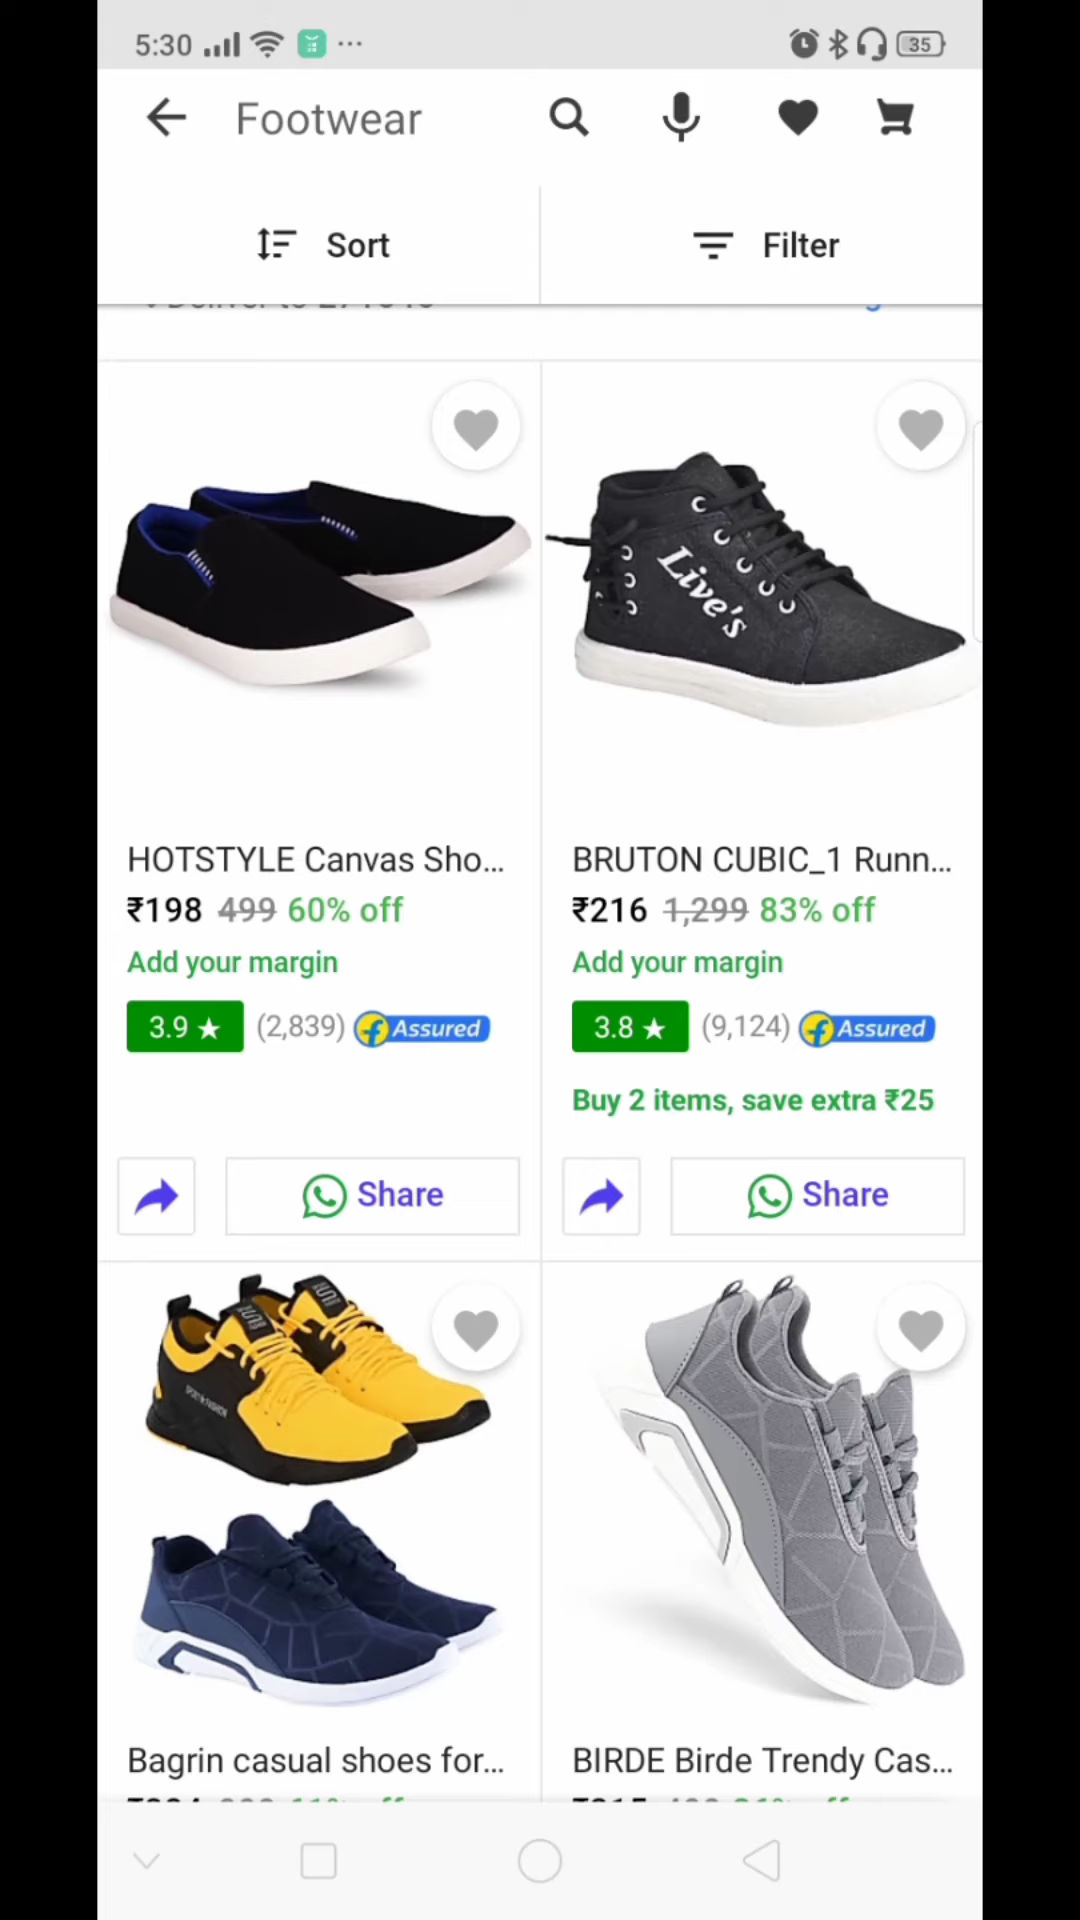 5:30
35
Footwear
Sort
Filter
HOTSTYLE Canvas Sho...
₹198 499 60% off
Add your margin
3.9 ★ (2,839) f Assured
Share
BRUTON CUBIC_1 Runn...
₹216 1,299 83% off
Add your margin
3.8 ★ (9,124) f Assured
Buy 2 items, save extra ₹25
Share
Live's
Bagrin casual shoes for...
BIRDE Birde Trendy Cas...